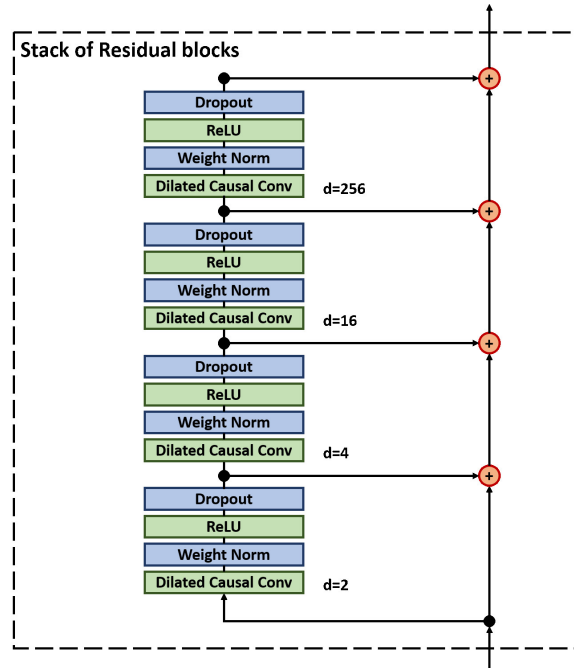 Stack of Residual blocks
+
Dropout
ReLU
Weight Norm
Dilated Causal Conv d=256
+
Dropout
ReLU
Weight Norm
Dilated Causal Conv d=16
+
Dropout
ReLU
Weight Norm
Dilated Causal Conv d=4
+
Dropout
ReLU
Weight Norm
Dilated Causal Conv d=2